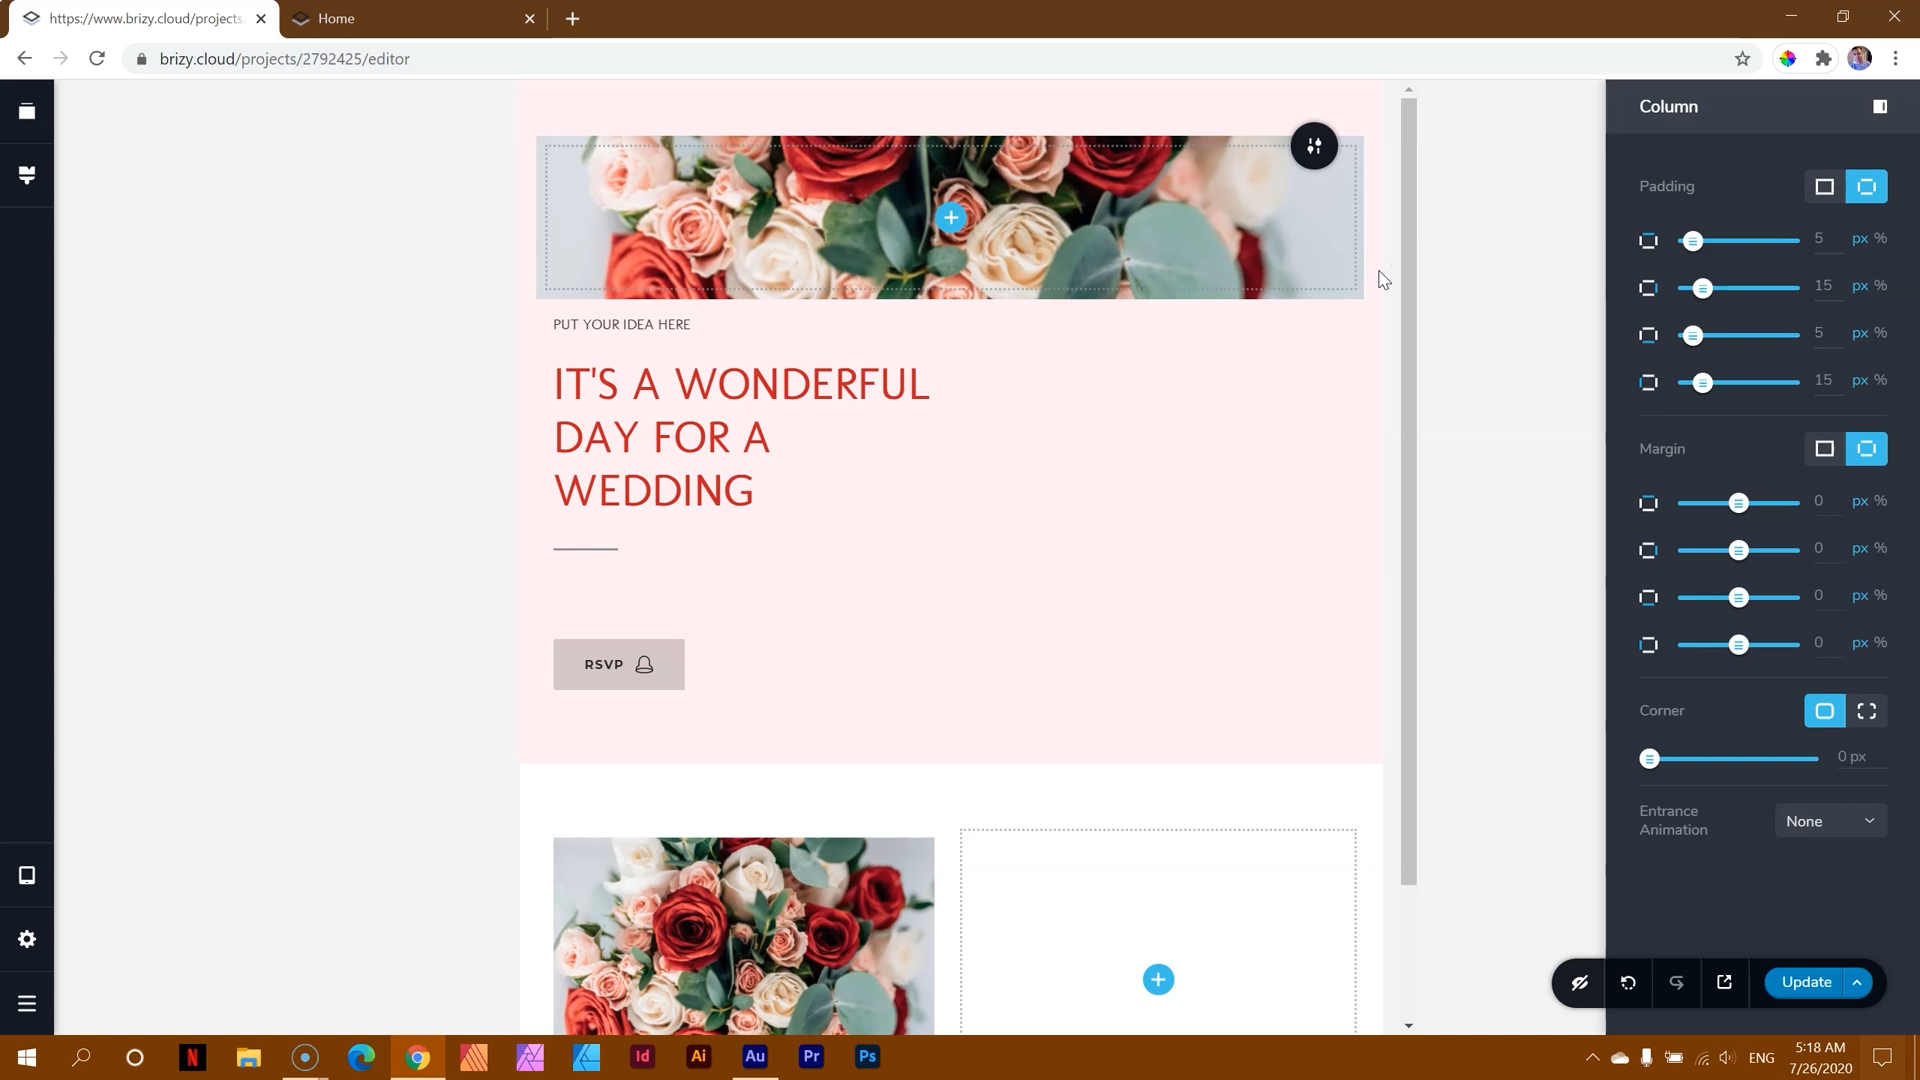 https://www.brizy.cloud/projects
Home
brizy.cloud/projects/2792425/editor
Column
Padding
5 px %
15 px %
5 px %
15 px %
Margin
0 px %
0 px %
0 px %
0 px %
Corner
0 px
Entrance
Animation
None
PUT YOUR IDEA HERE
IT'S A WONDERFUL
DAY FOR A
WEDDING
RSVP
Update
N
Id
Ai
Au
Pr
Ps
ENG
5:18 AM
7/26/2020